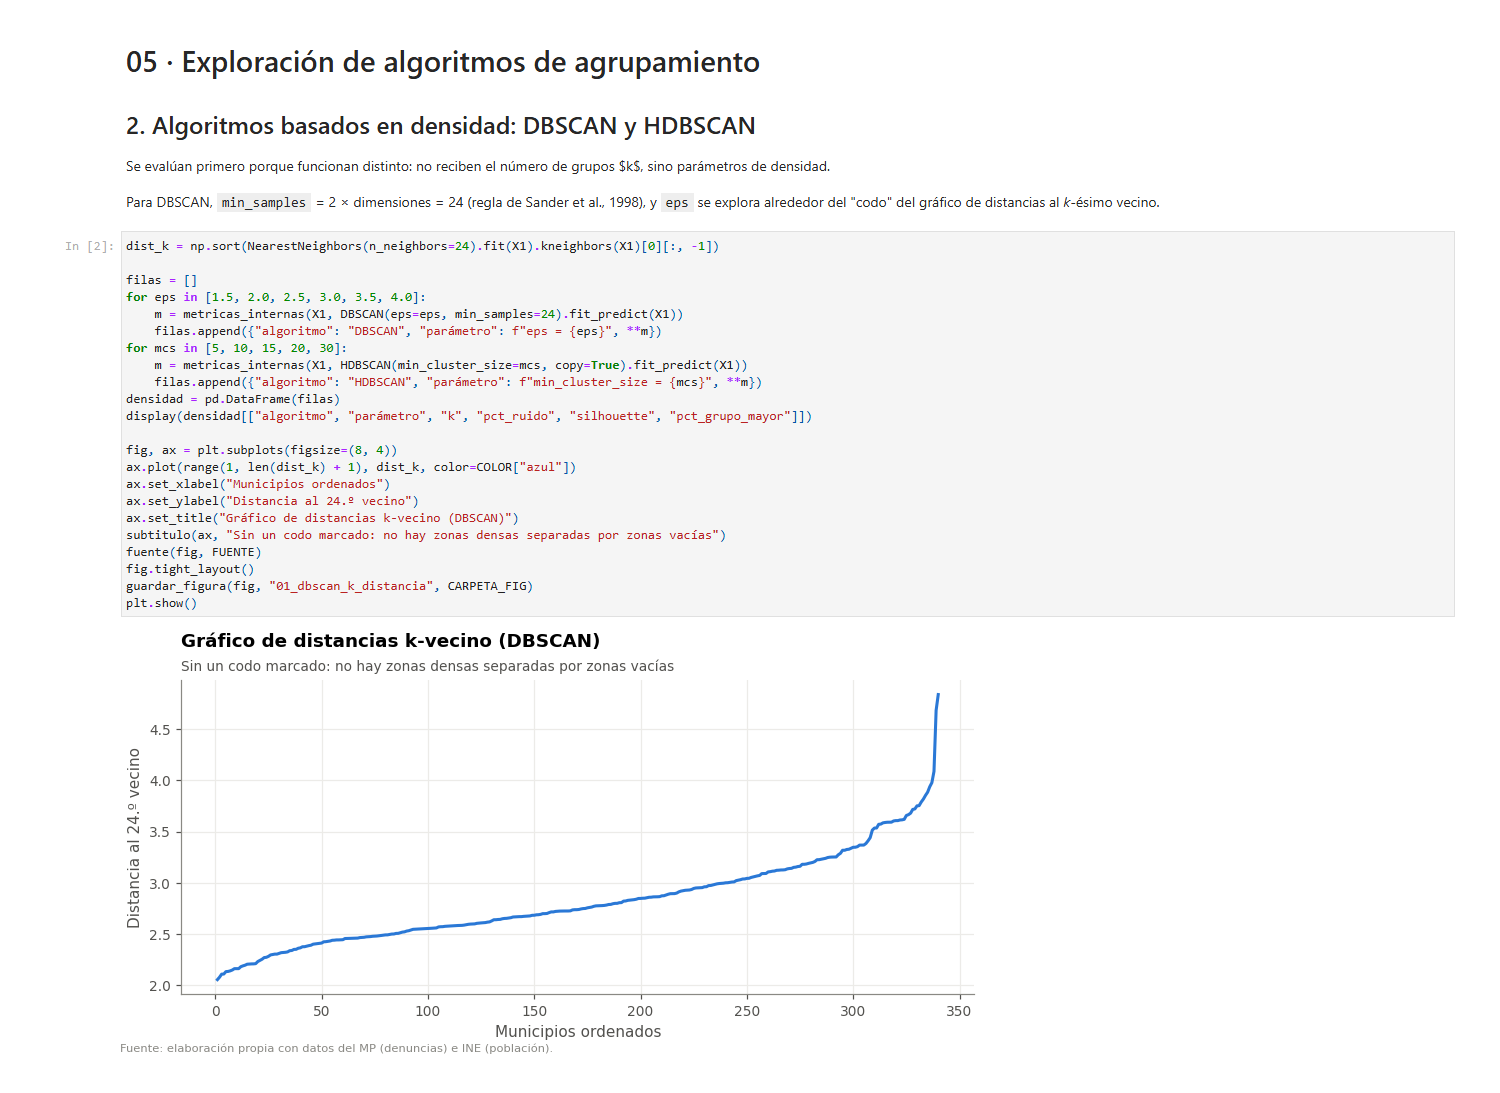 05 · Exploración de algoritmos de agrupamiento
2. Algoritmos basados en densidad: DBSCAN y HDBSCAN
Se evalúan primero porque funcionan distinto: no reciben el número de grupos $k$, sino parámetros de densidad.
Para DBSCAN, min_samples = 2 × dimensiones = 24 (regla de Sander et al., 1998), y eps se explora alrededor del "codo" del gráfico de distancias al k-ésimo vecino.
In [2]:
dist_k = np.sort(NearestNeighbors(n_neighbors=24).fit(X1).kneighbors(X1)[0][:, -1])
filas = []
for eps in [1.5, 2.0, 2.5, 3.0, 3.5, 4.0]:
    m = metricas_internas(X1, DBSCAN(eps=eps, min_samples=24).fit_predict(X1))
    filas.append({"algoritmo": "DBSCAN", "parámetro": f"eps = {eps}", **m})
for mcs in [5, 10, 15, 20, 30]:
    m = metricas_internas(X1, HDBSCAN(min_cluster_size=mcs, copy=True).fit_predict(X1))
    filas.append({"algoritmo": "HDBSCAN", "parámetro": f"min_cluster_size = {mcs}", **m})
densidad = pd.DataFrame(filas)
display(densidad[["algoritmo", "parámetro", "k", "pct_ruido", "silhouette", "pct_grupo_mayor"]])
fig, ax = plt.subplots(figsize=(8, 4))
ax.plot(range(1, len(dist_k) + 1), dist_k, color=COLOR["azul"])
ax.set_xlabel("Municipios ordenados")
ax.set_ylabel("Distancia al 24.º vecino")
ax.set_title("Gráfico de distancias k-vecino (DBSCAN)")
subtitulo(ax, "Sin un codo marcado: no hay zonas densas separadas por zonas vacías")
fuente(fig, FUENTE)
fig.tight_layout()
guardar_figura(fig, "01_dbscan_k_distancia", CARPETA_FIG)
plt.show()
Gráfico de distancias k-vecino (DBSCAN)
Sin un codo marcado: no hay zonas densas separadas por zonas vacías
Distancia al 24.º vecino
4.5
4.0
3.5
3.0
2.5
2.0
0 50 100 150 200 250 300 350
Municipios ordenados
Fuente: elaboración propia con datos del MP (denuncias) e INE (población).